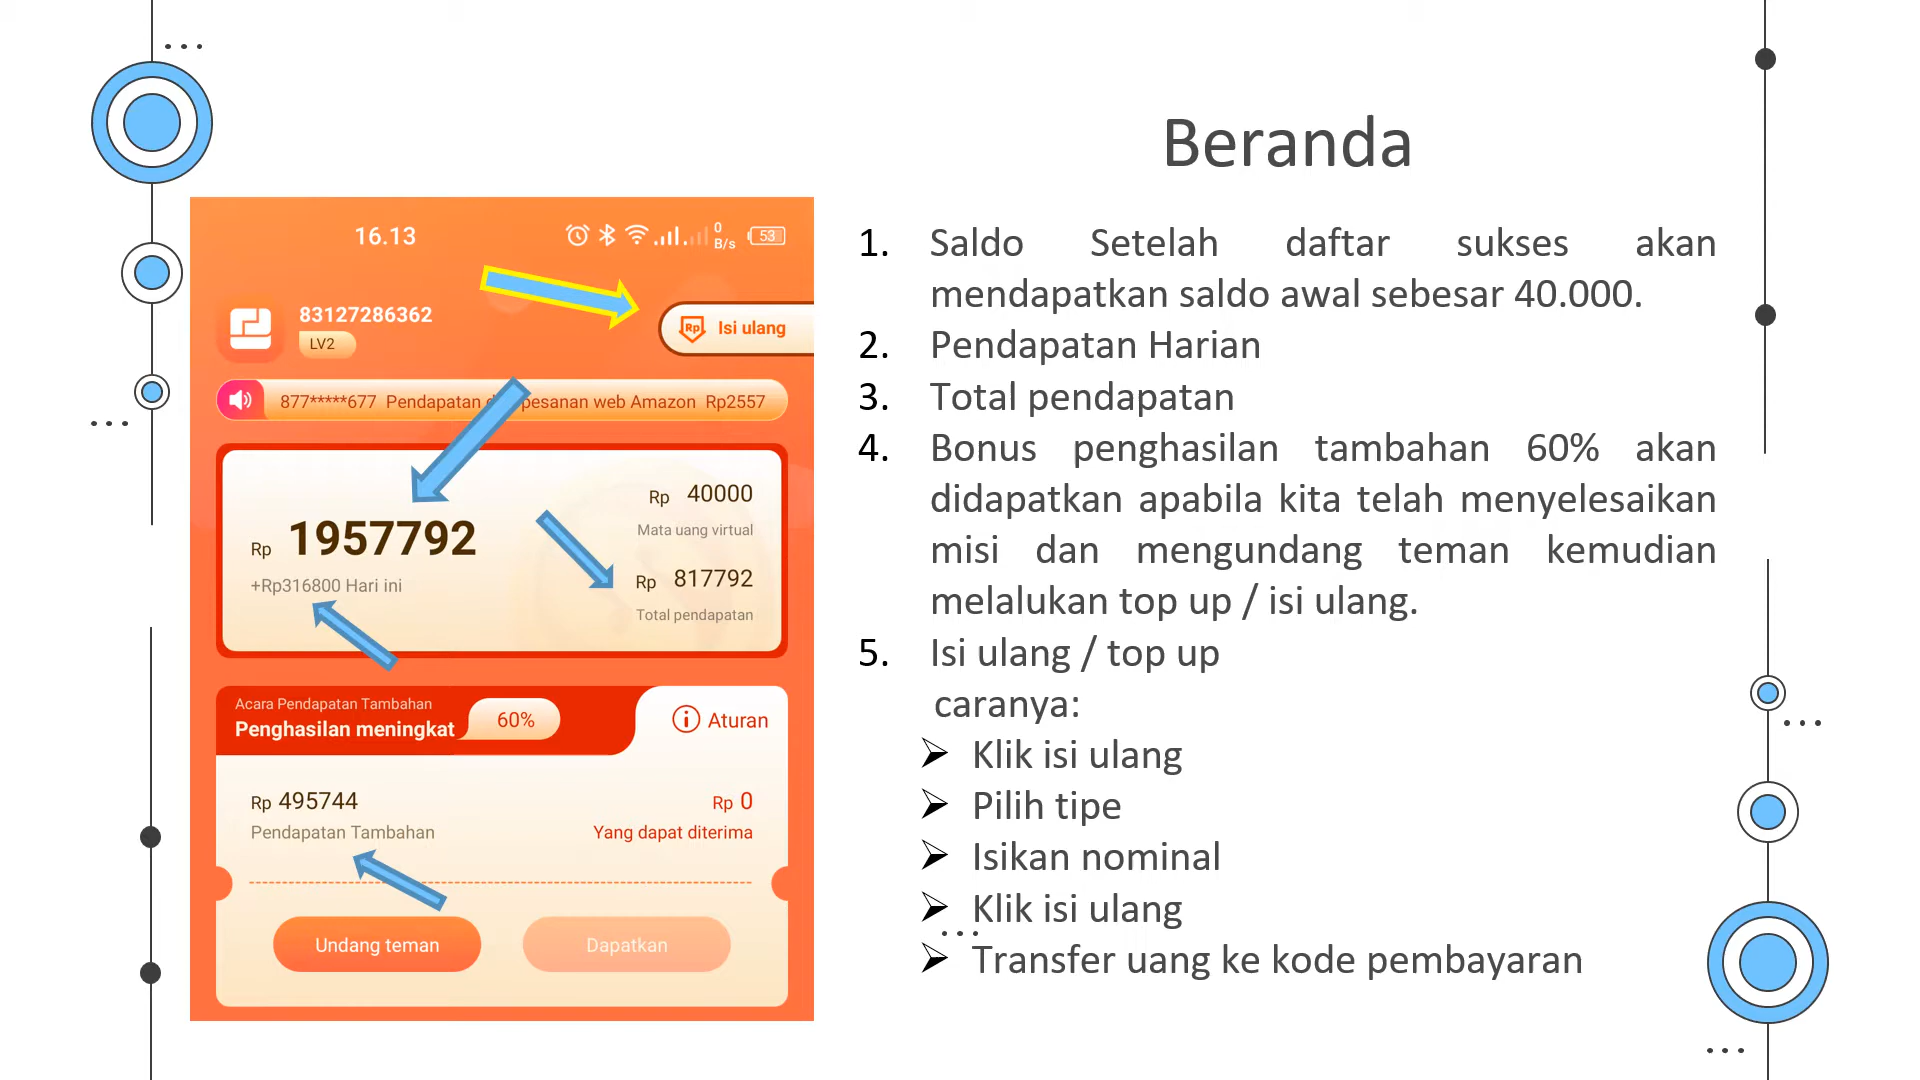 Beranda
16.13
0
B/s
53
83127286362
LV2
Rp
Isi ulang
877*****677 Pendapatan pesanan web Amazon Rp2557
Rp 1957792
+Rp316800 Hari ini
Rp 40000
Mata uang virtual
Rp 817792
Total pendapatan
Acara Pendapatan Tambahan
Penghasilan meningkat
60%
Aturan
Rp 495744
Pendapatan Tambahan
Rp 0
Yang dapat diterima
Undang teman
Dapatkan
1. Saldo Setelah daftar sukses akan
mendapatkan saldo awal sebesar 40.000.
2. Pendapatan Harian
3. Total pendapatan
4. Bonus penghasilan tambahan 60% akan
didapatkan apabila kita telah menyelesaikan
misi dan mengundang teman kemudian
melalukan top up / isi ulang.
5. Isi ulang / top up
caranya:
➢ Klik isi ulang
➢ Pilih tipe
➢ Isikan nominal
➢ Klik isi ulang
➢ Transfer uang ke kode pembayaran